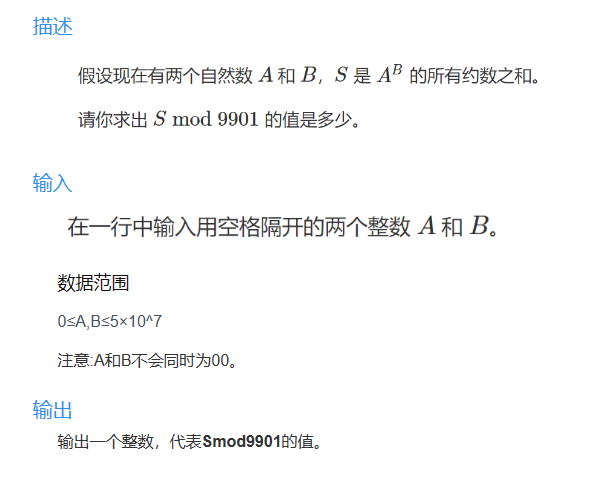 描述
假设现在有两个自然数 A 和 B，S 是 A^B 的所有约数之和。
请你求出 S mod 9901 的值是多少。
输入
在一行中输入用空格隔开的两个整数 A 和 B。
数据范围
0≤A,B≤5×10^7
注意:A和B不会同时为00。
输出
输出一个整数，代表Smod9901的值。